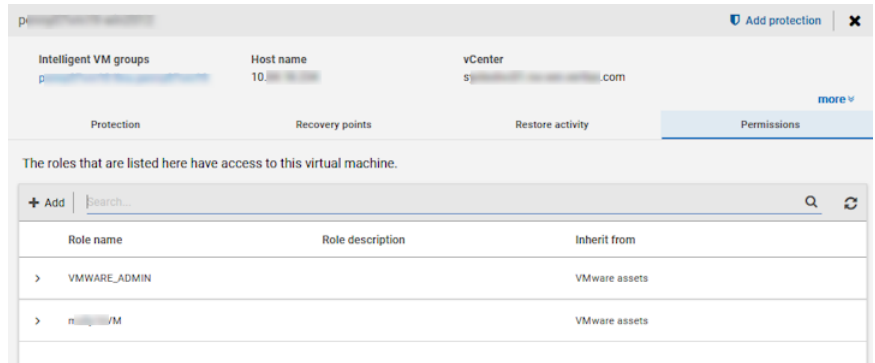 Add protection
Intelligent VM groups Host name vCenter
10. .com
more
Protection Recovery points Restore activity Permissions
The roles that are listed here have access to this virtual machine.
Add Search...
Role name Role description Inherit from
VMWARE_ADMIN VMware assets
VMware assets